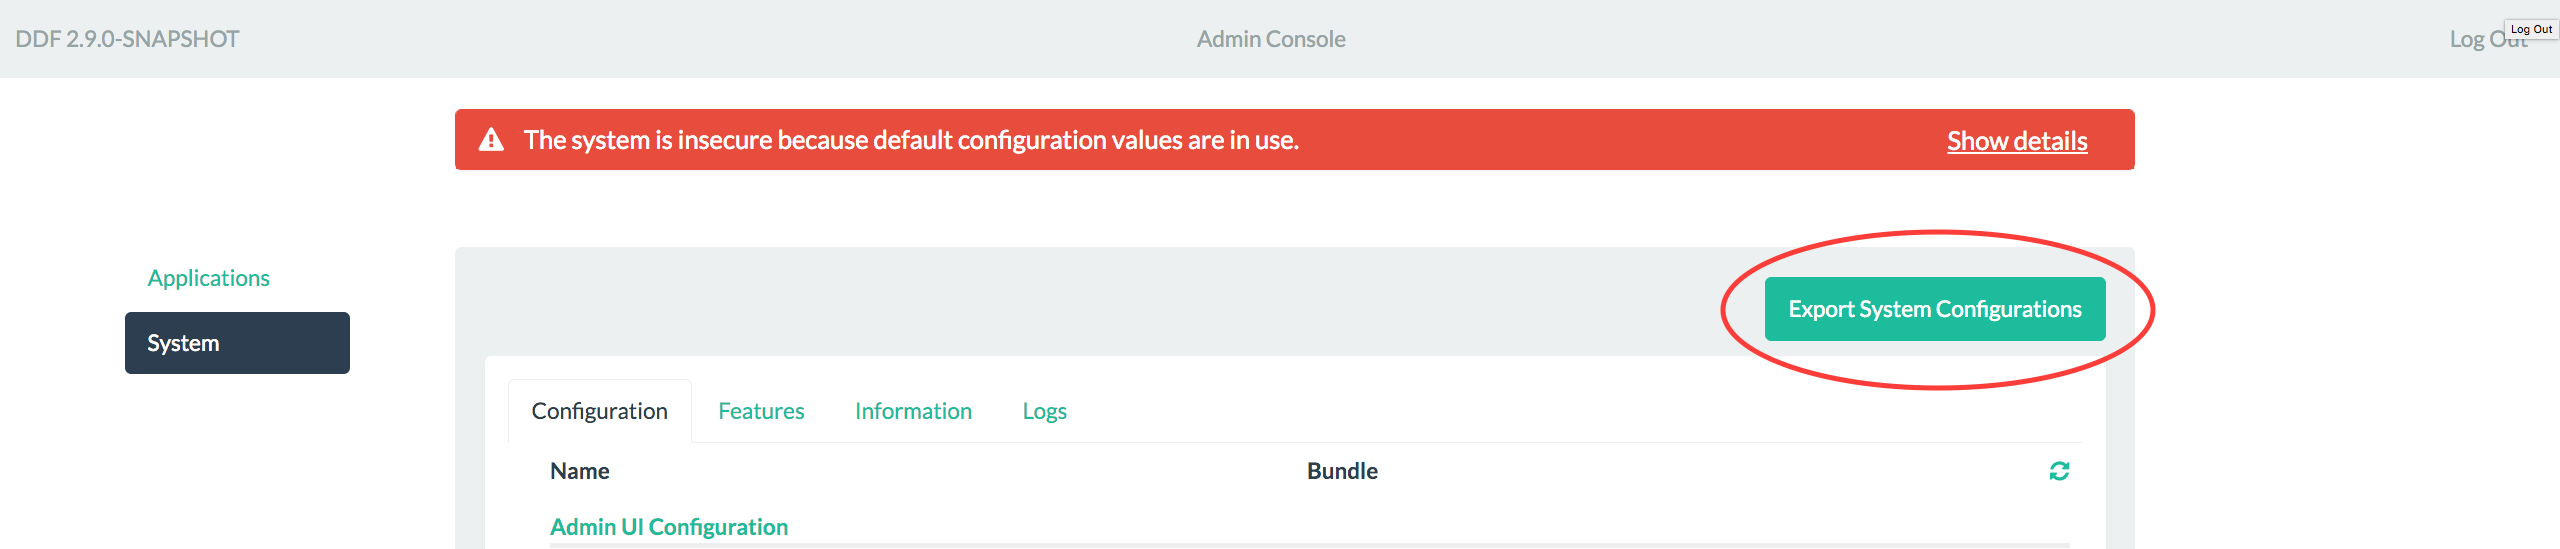 DDF 2.9.0-SNAPSHOT
Admin Console
Log Out
Log Out
The system is insecure because default configuration values are in use.
Show details
Applications
System
Export System Configurations
Configuration
Features
Information
Logs
Name
Bundle
Admin UI Configuration